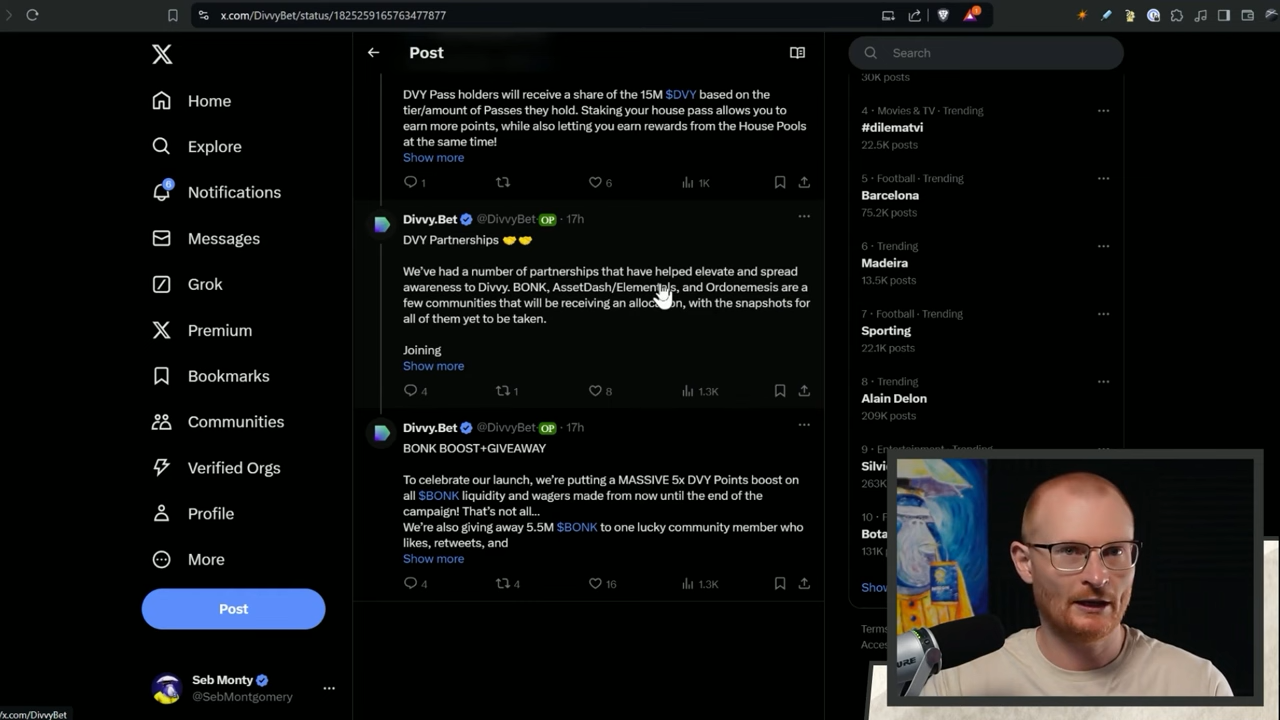 x.com/DivvyBet/status/1825259165763477877
Home
Explore
6
Notifications
Messages
Grok
Premium
Bookmarks
Communities
Verified Orgs
Profile
More
Post
Seb Monty
@SebMontgomery
/x.com/DivvyBet
Post
DVY Pass holders will receive a share of the 15M $DVY based on the
tier/amount of Passes they hold. Staking your house pass allows you to
earn more points, while also letting you earn rewards from the House Pools
at the same time!
Show more
1 6 1K
Divvy.Bet @DivvyBet OP · 17h
DVY Partnerships 🤝🤝
We've had a number of partnerships that have helped elevate and spread
awareness to Divvy. BONK, AssetDash/Elementals, and Ordonemesis are a
few communities that will be receiving an allocation, with the snapshots for
all of them yet to be taken.
Joining
Show more
4 1 8 1.3K
Divvy.Bet @DivvyBet OP · 17h
BONK BOOST+GIVEAWAY
To celebrate our launch, we're putting a MASSIVE 5x DVY Points boost on
all $BONK liquidity and wagers made from now until the end of the
campaign! That's not all...
We're also giving away 5.5M $BONK to one lucky community member who
likes, retweets, and
Show more
4 4 16 1.3K
Search
30K posts
4 · Movies & TV · Trending
#dilematvi
22.5K posts
5 · Football · Trending
Barcelona
75.2K posts
6 · Trending
Madeira
13.5K posts
7 · Football · Trending
Sporting
22.1K posts
8 · Trending
Alain Delon
209K posts
9 · Entertainment · Trending
263K
10
131K
Terms